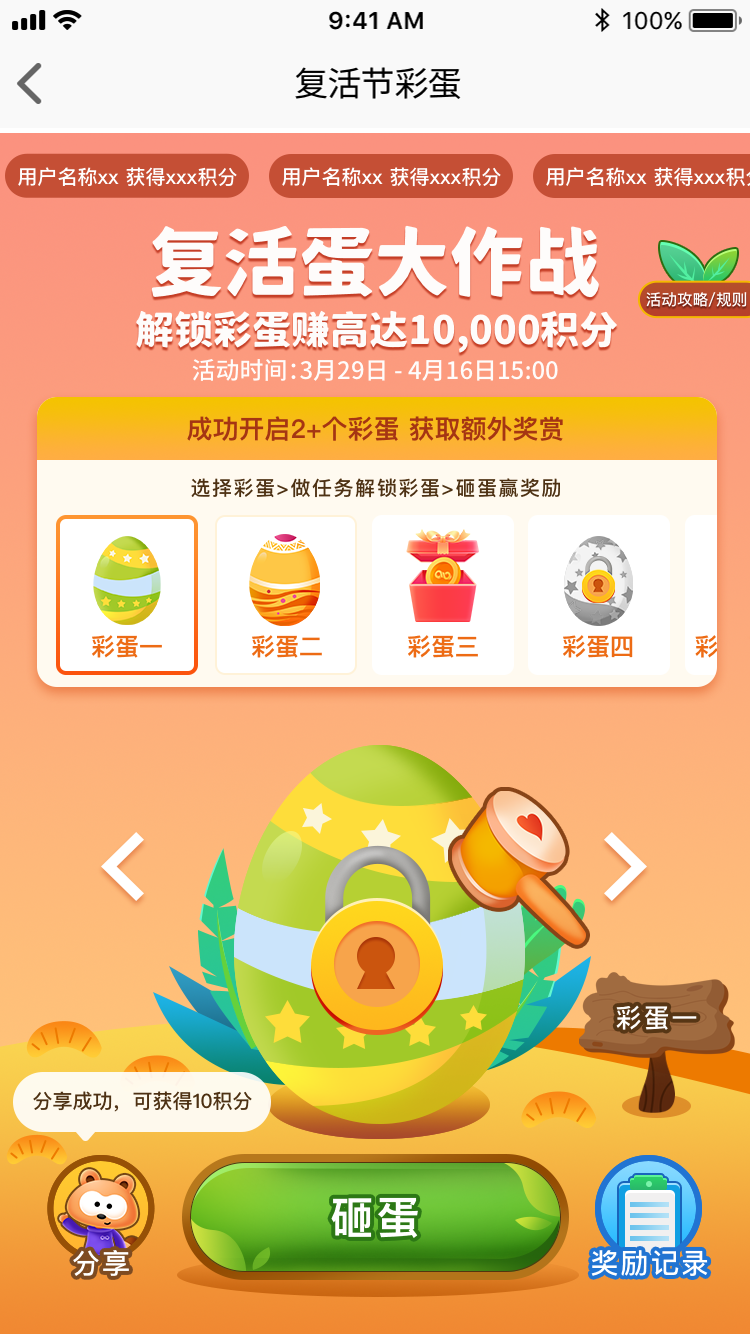 9:41 AM
100%
复活节彩蛋
用户名称xx 获得xxx积分
用户名称xx 获得xxx积分
用户名称xx 获得xxx积
复活蛋大作战
活动攻略/规则
解锁彩蛋赚高达10,000积分
活动时间：3月29日 - 4月16日15:00
成功开启2+个彩蛋 获取额外奖赏
选择彩蛋>做任务解锁彩蛋>砸蛋赢奖励
彩蛋一
彩蛋二
彩蛋三
彩蛋四
彩
彩蛋一
分享成功，可获得10积分
砸蛋
分享
奖励记录